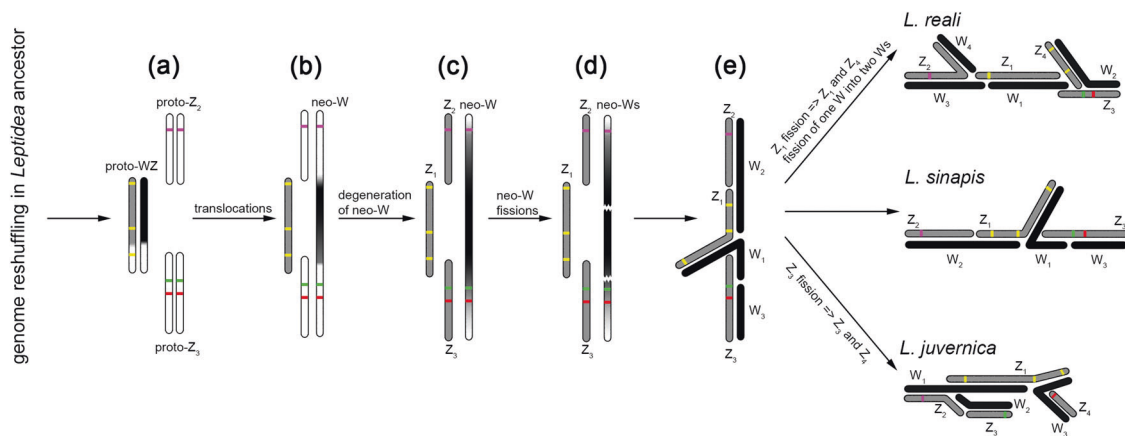 genome reshuffling in Leptidea ancestor
(a)
proto-Z2
proto-WZ
proto-Z3
translocations
(b)
neo-W
degeneration
of neo-W
(c)
Z2 neo-W
Z1
Z3
neo-W
fissions
(d)
Z2 neo-Ws
Z1
Z3
(e)
Z2
W2
Z1
W1
W3
Z3
Z1 fission => Z1 and Z4
fission of one W into two Ws
Z3 fission => Z3 and Z4
L. reali
W4
Z2
Z1
Z4
W2
W3
W1
Z3
L. sinapis
Z2
Z1
Z3
W2
W1
W3
L. juvernica
W1
Z1
Z2
W2
Z4
Z3
W3